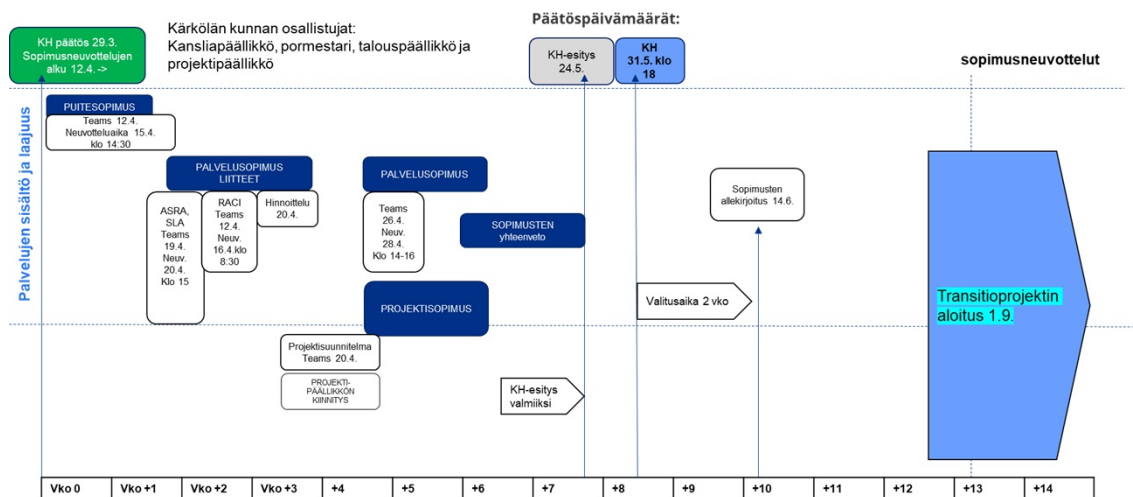 Päätöspäivämäärät:
KH päätös 29.3.
Sopimusneuvottelujen
alku 12.4. ->
Kärkölän kunnan osallistujat:
Kansliapäällikkö, pormestari, talouspäällikkö ja
projektipäällikkö
KH-esitys
24.5.
KH
31.5. klo
18
sopimusneuvottelut
Palvelujen sisältö ja laajuus
PUITESOPIMUS
Teams 12.4.
Neuvotteluaika 15.4.
klo 14:30
PALVELUSOPIMUS
LIITTEET
ASRA,
SLA
Teams
19.4.
Neuv.
20.4.
Klo 15
RACI
Teams
12.4.
Neuv.
16.4.klo
8:30
Hinnoittelu
20.4.
PALVELUSOPIMUS
Teams
26.4.
Neuv.
28.4.
Klo 14-16
SOPIMUSTEN
yhteenveto
Sopimusten
allekirjoitus 14.6.
PROJEKTISOPIMUS
Valitusaika 2 vko
Transitioprojektin
aloitus 1.9.
Projektisuunnitelma
Teams 20.4.
PROJEKTI-
PÄÄLLIKKÖN
KIINNITYS
KH-esitys
valmiiksi
Vko 0
Vko +1
Vko +2
Vko +3
+4
+5
+6
+7
+8
+9
+10
+11
+12
+13
+14